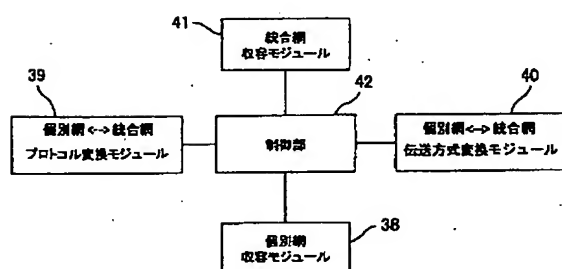 41
統合網
収容モジュール
39
42
40
個別網<-->統合網
プロトコル変換モジュール
制御部
個別網<-->統合網
伝送方式変換モジュール
個別網
収容モジュール
38